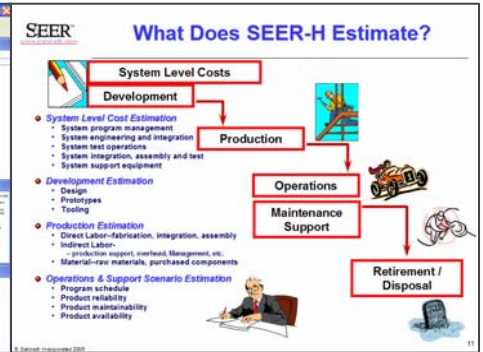 SEER
www.galorath.com
What Does SEER-H Estimate?
System Level Costs
Development
Production
Operations
Maintenance
Support
Retirement /
Disposal
System Level Cost Estimation
System program management
System engineering and integration
System test operations
System integration, assembly and test
System support equipment
Development Estimation
Design
Prototypes
Tooling
Production Estimation
Direct Labor–fabrication, integration, assembly
Indirect Labor-
– production support, overhead, Management, etc.
Material–raw materials, purchased components
Operations & Support Scenario Estimation
Program schedule
Product reliability
Product maintainability
Product availability
© Galorath Incorporated
11